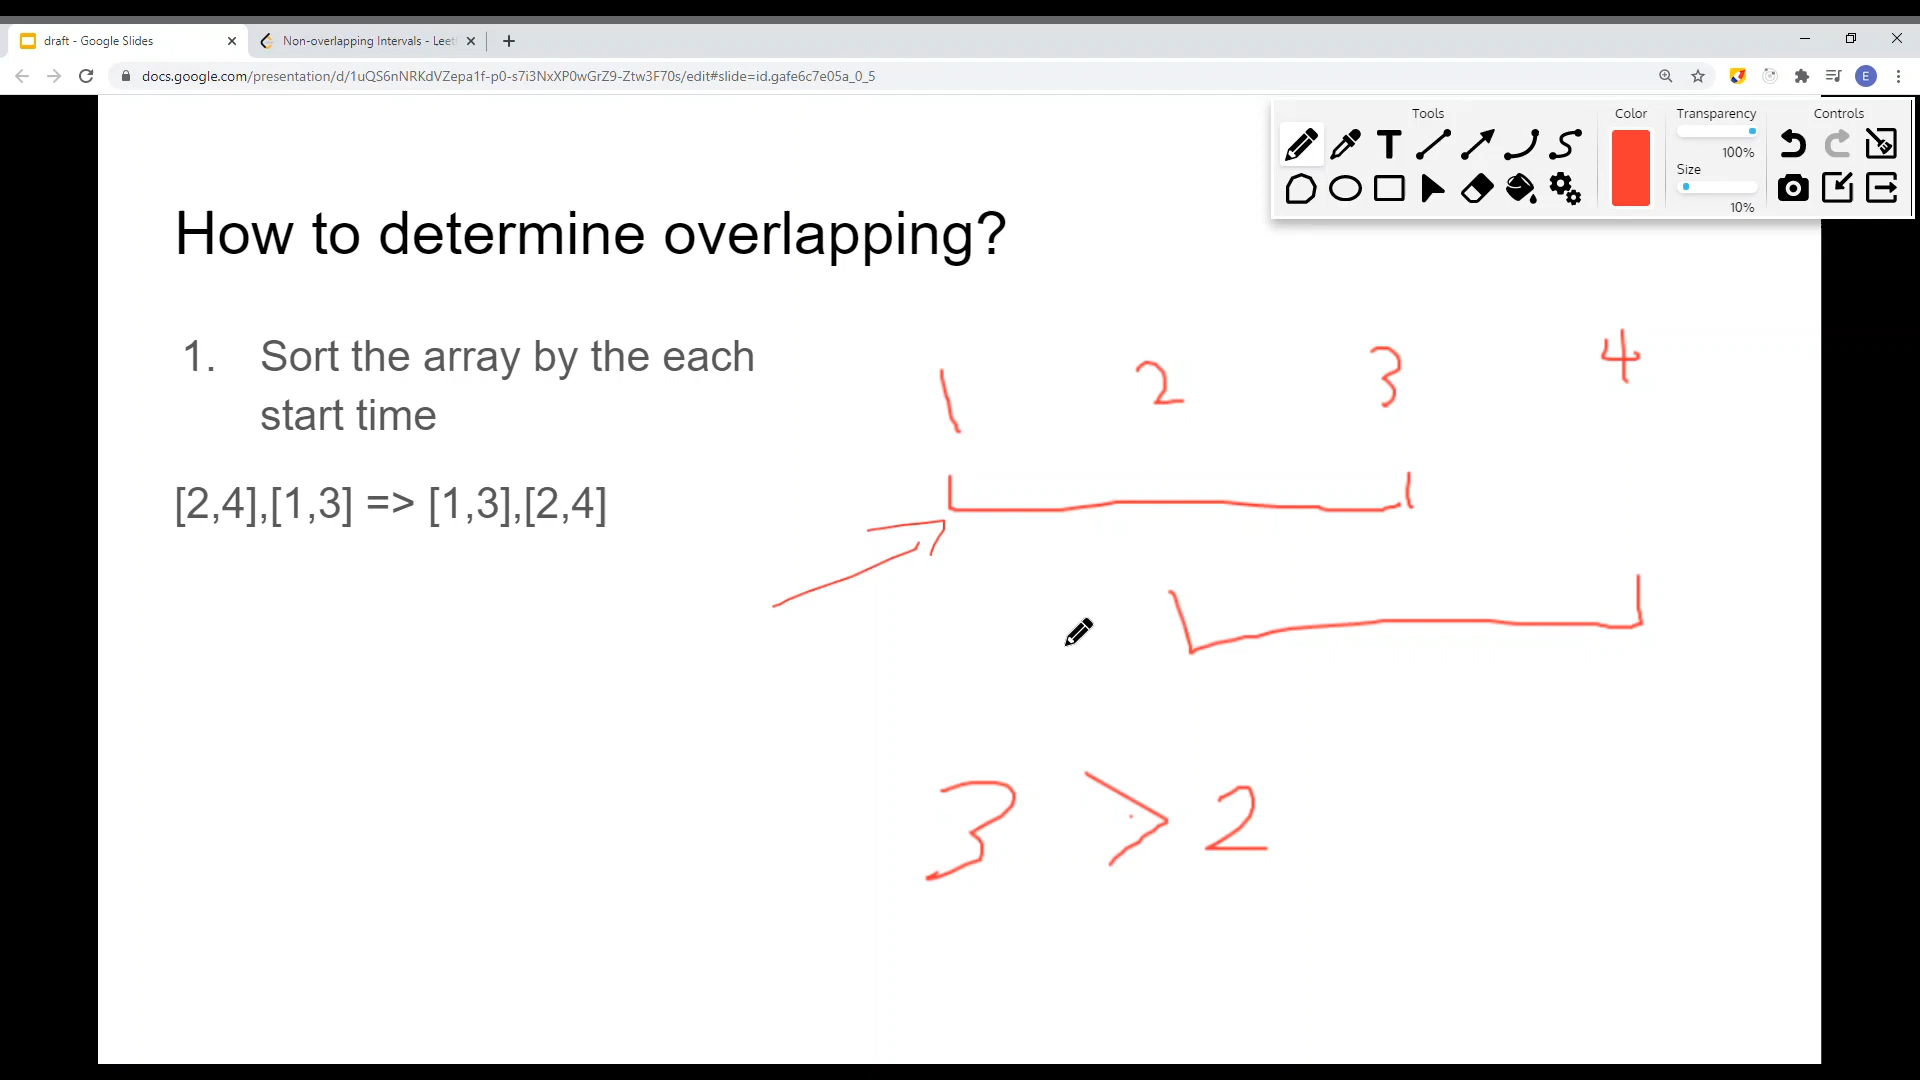 draft - Google Slides
Non-overlapping Intervals - Leet
docs.google.com/presentation/d/1uQS6nNRKdVZepa1f-p0-s7i3NxXP0wGrZ9-Ztw3F70s/edit#slide=id.gafe6c7e05a_0_5
E
Tools
Color
Transparency
Controls
T
100%
Size
10%
How to determine overlapping?
1. Sort the array by the each
start time
[2,4],[1,3] => [1,3],[2,4]
1 2 3 4
3 > 2